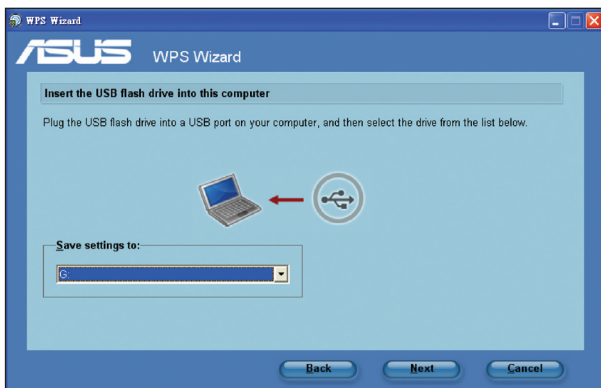 WPS Wizard
ASUS WPS Wizard
Insert the USB flash drive into this computer
Plug the USB flash drive into a USB port on your computer, and then select the drive from the list below.
Save settings to:
G:
Back Next Cancel